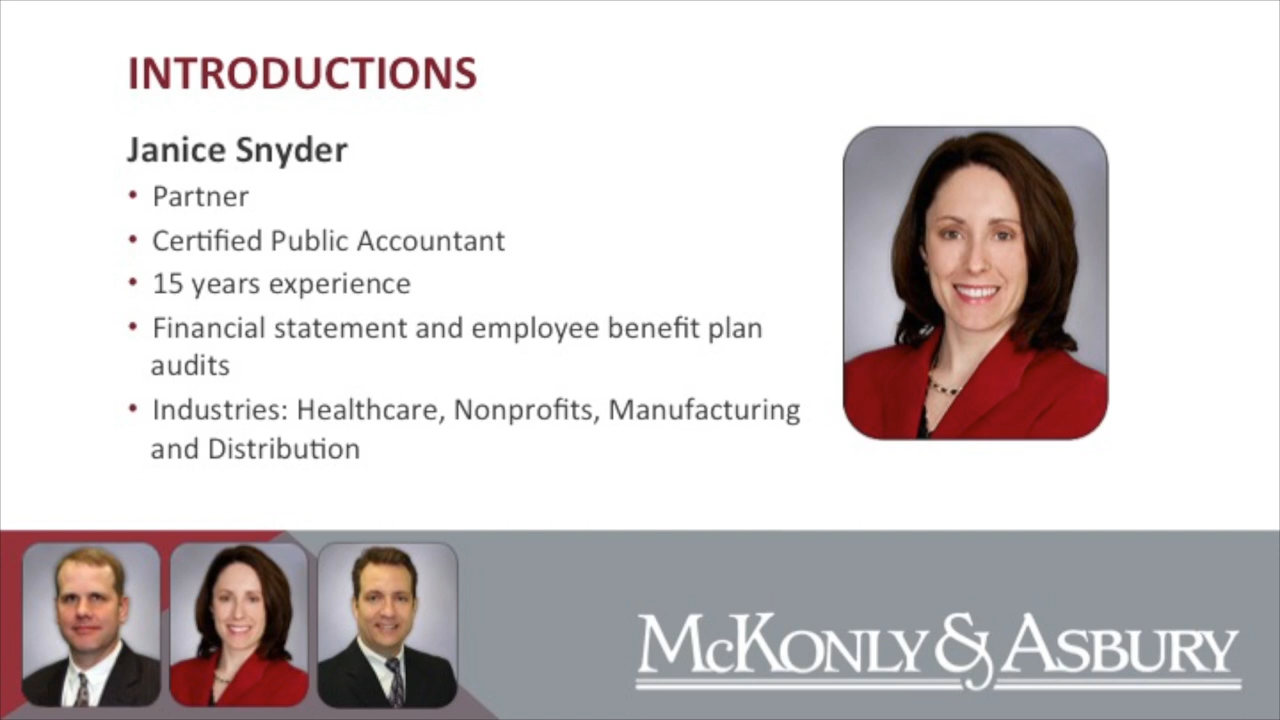 INTRODUCTIONS
Janice Snyder
• Partner
• Certified Public Accountant
• 15 years experience
• Financial statement and employee benefit plan
audits
• Industries: Healthcare, Nonprofits, Manufacturing
and Distribution
McKonly & Asbury